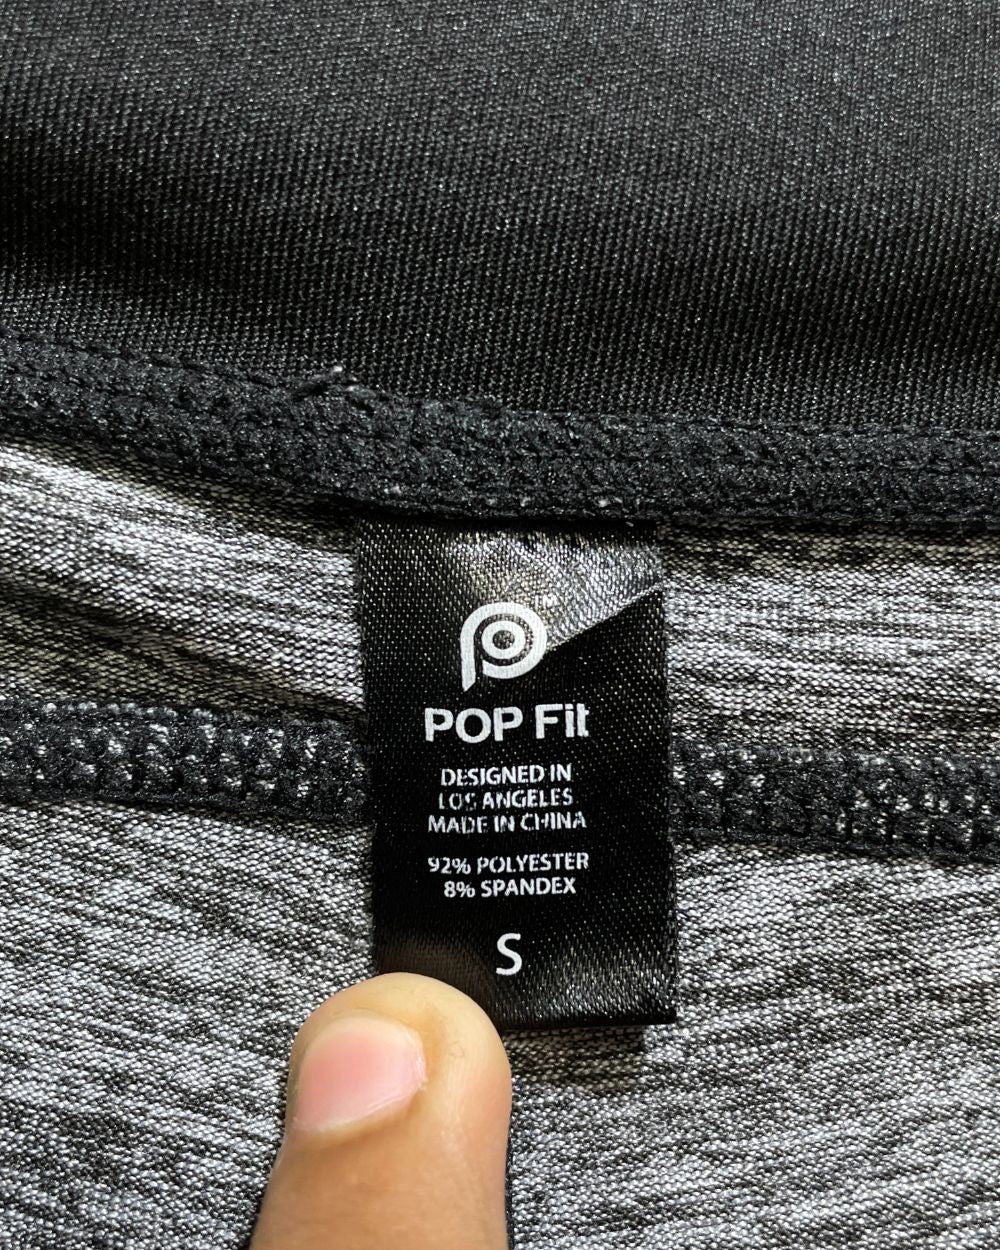 POP Fit
DESIGNED IN
LOS ANGELES
MADE IN CHINA
92% POLYESTER
8% SPANDEX
S